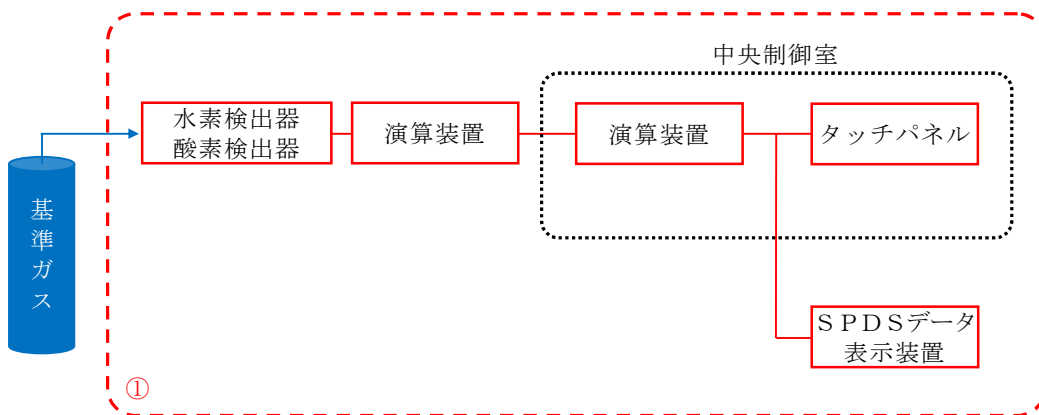 中央制御室
水素検出器
酸素検出器
演算装置
演算装置
タッチパネル
基準ガス
ＳＰＤＳデータ
表示装置
①